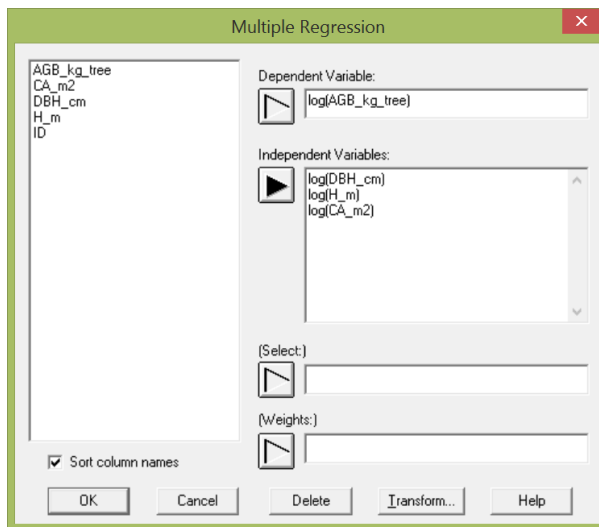 Multiple Regression
AGB_kg_tree
CA_m2
DBH_cm
H_m
ID
Dependent Variable:
log(AGB_kg_tree)
Independent Variables:
log(DBH_cm)
log(H_m)
log(CA_m2)
(Select:)
(Weights:)
Sort column names
OK
Cancel
Delete
Transform...
Help